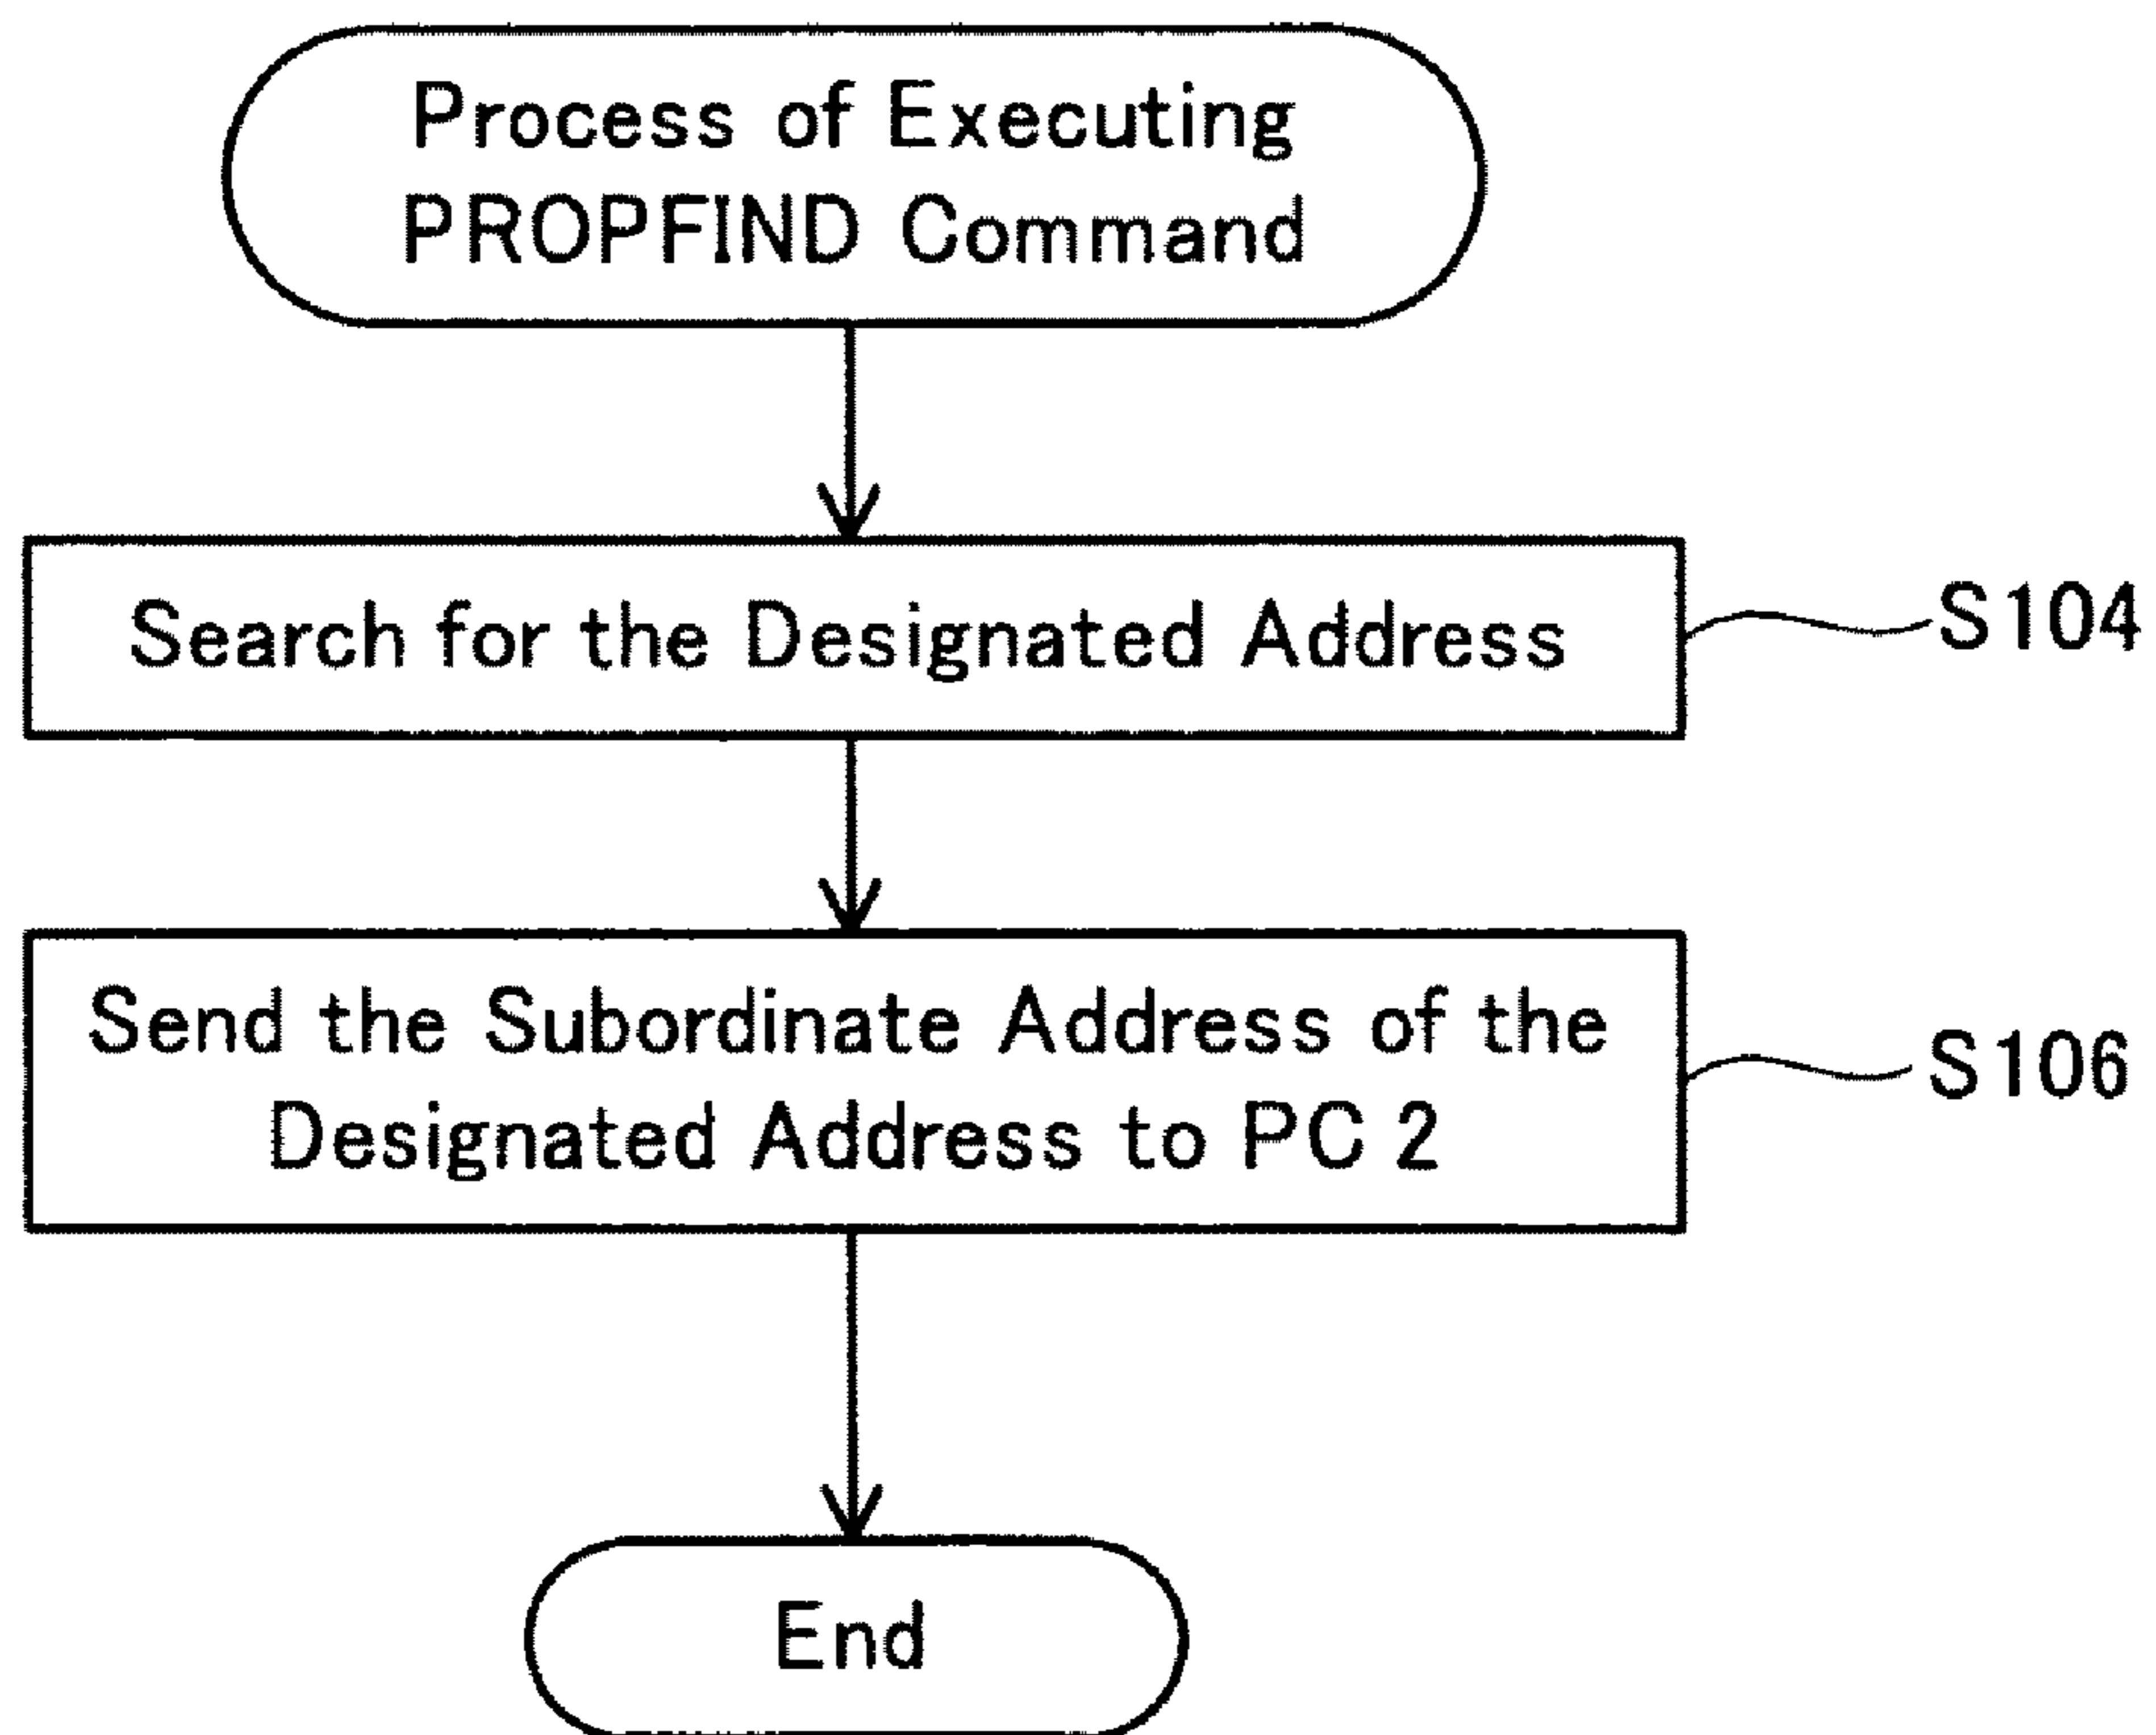 Process of Executing
PROPFIND Command
Search for the Designated Address
S104
Send the Subordinate Address of the
Designated Address to PC 2
S106
End